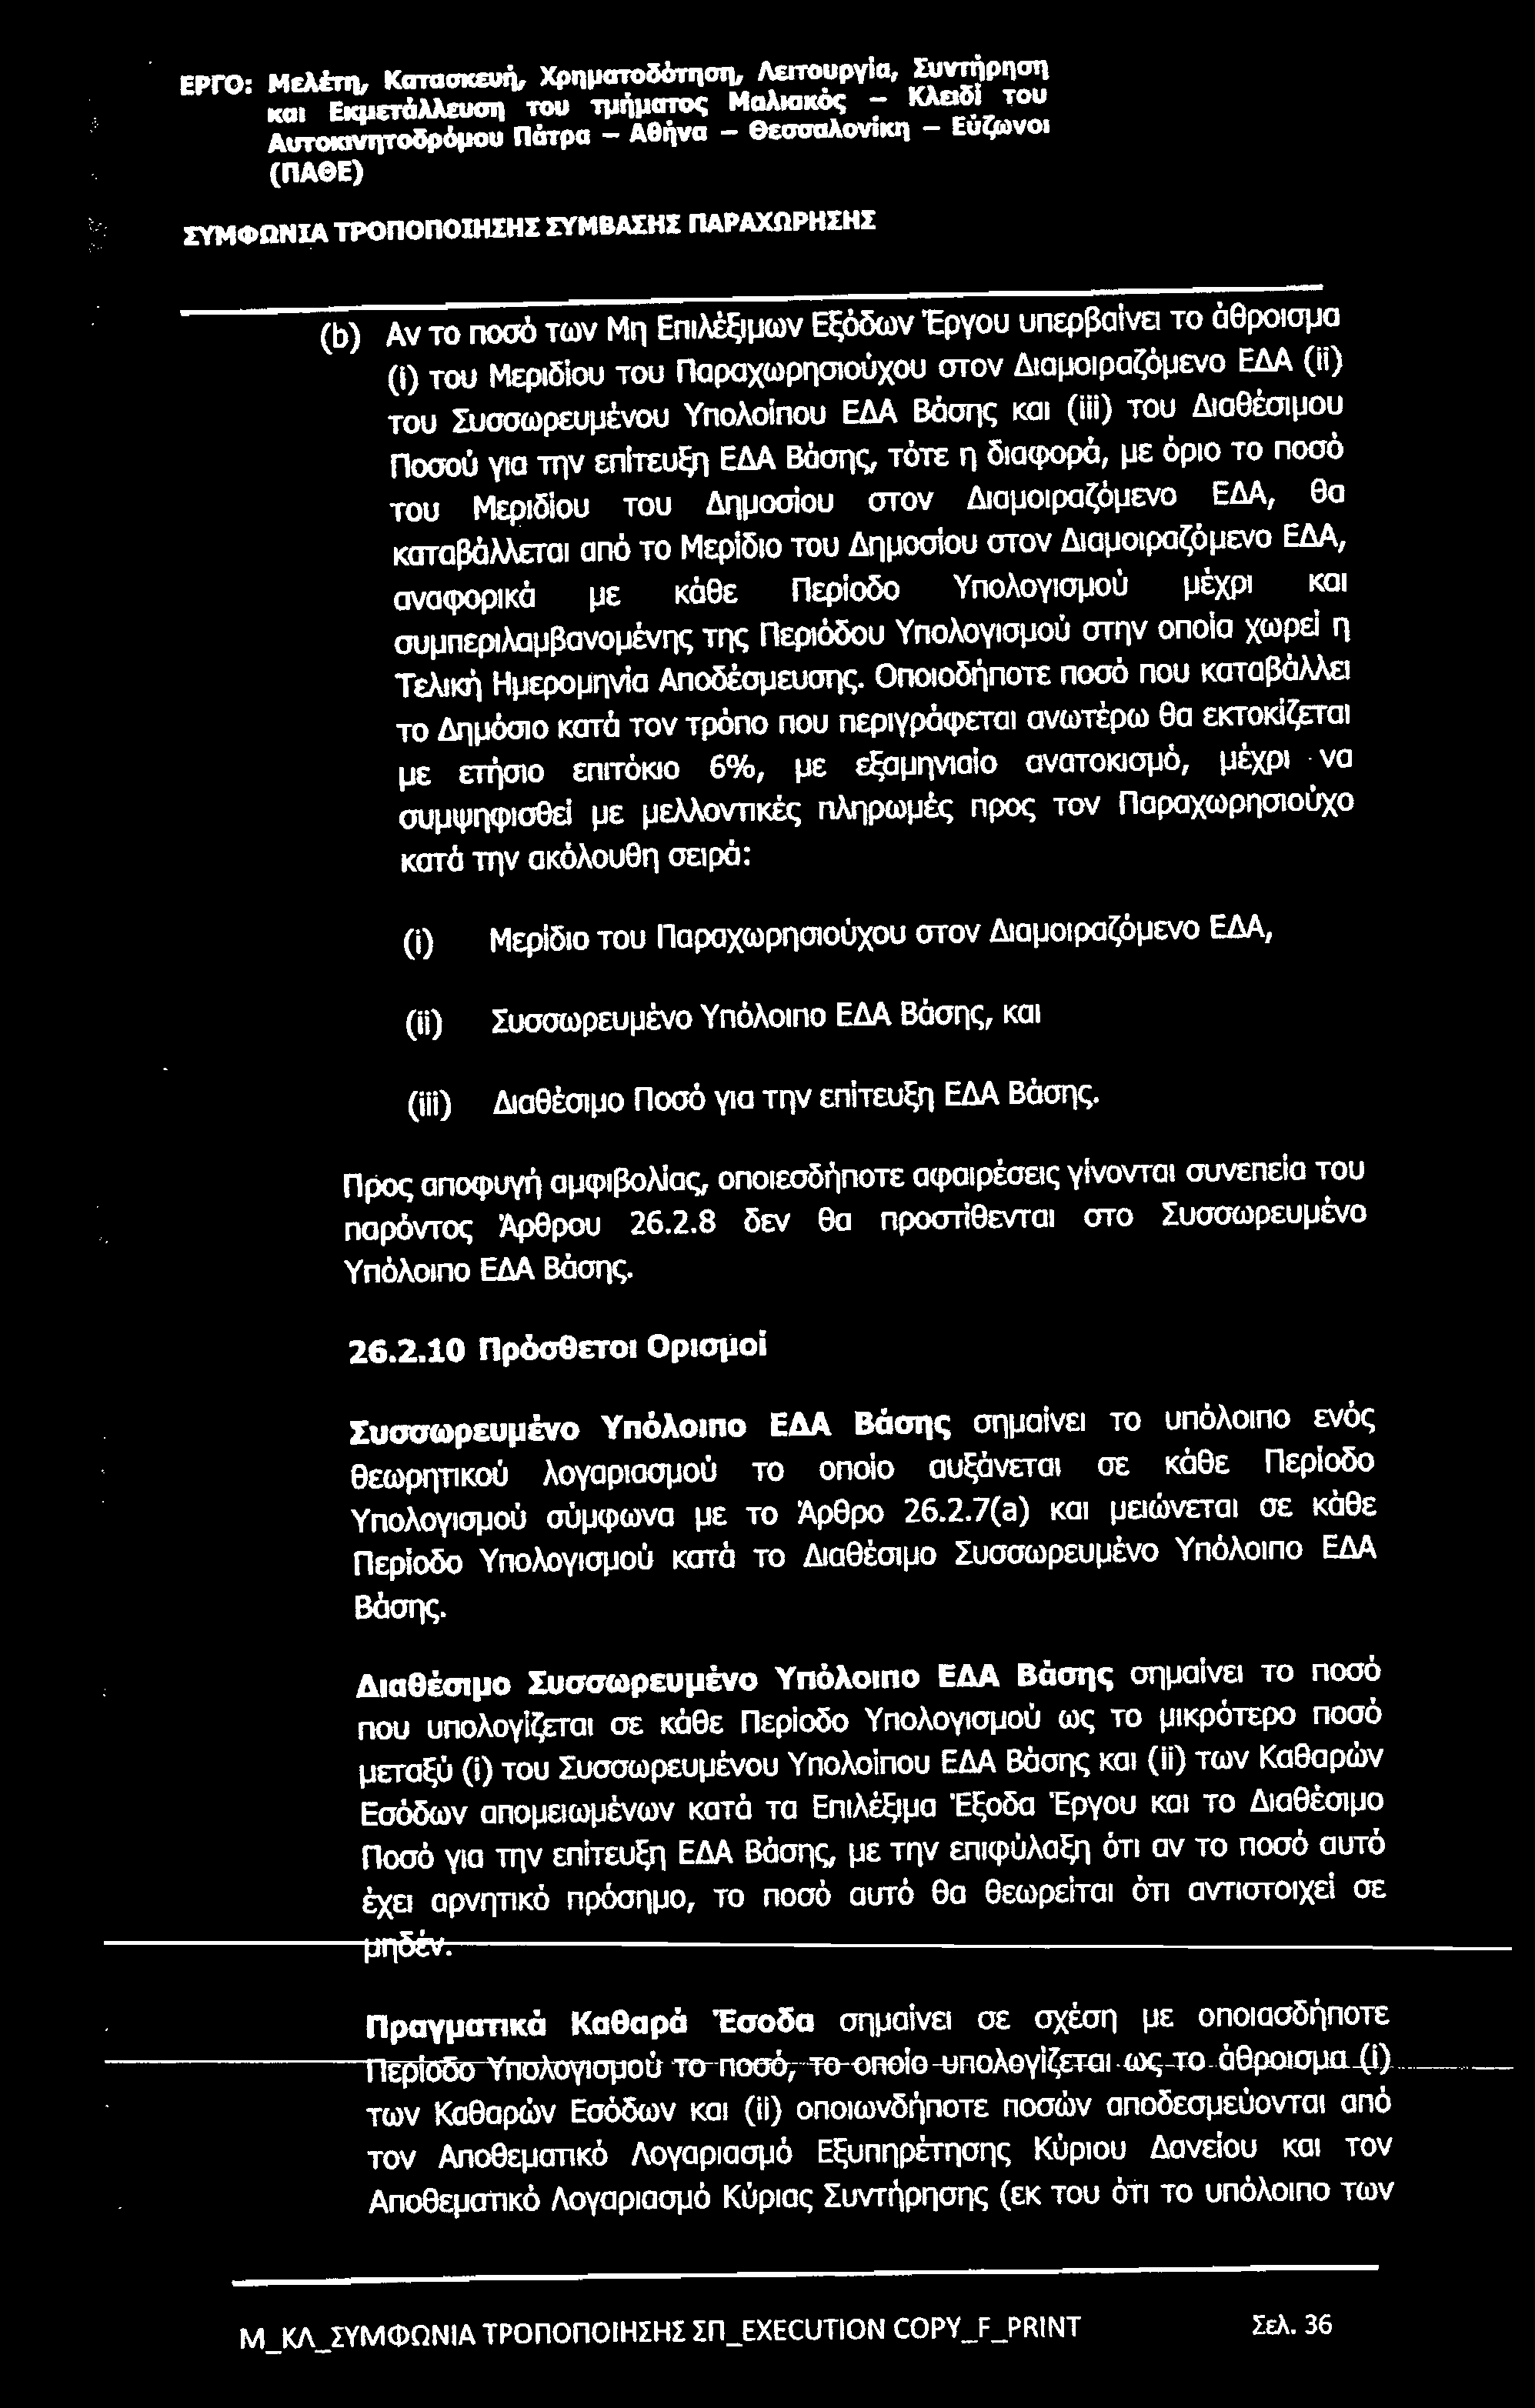 ΕΡΓΟ: Μελέτη, Κατασκευή, Χρηματοδότηση, Λειτουργία, Συντήρηση
και Εκμετάλλευση του τμήματος Μαλιακός – Κλειδί του
Αυτοκινητοδρόμου Πάτρα – Αθήνα – Θεσσαλονίκη – Εύζωνοι
(ΠΑΘΕ)
ΣΥΜΦΩΝΙΑ ΤΡΟΠΟΠΟΙΗΣΗΣ ΣΥΜΒΑΣΗΣ ΠΑΡΑΧΩΡΗΣΗΣ
(b) Αν το ποσό των Μη Επιλέξιμων Εξόδων Έργου υπερβαίνει το άθροισμα
(i) του Μεριδίου του Παραχωρησιούχου στον Διαμοιραζόμενο ΕΔΑ (ii)
του Συσσωρευμένου Υπολοίπου ΕΔΑ Βάσης και (iii) του Διαθέσιμου
Ποσού για την επίτευξη ΕΔΑ Βάσης, τότε η διαφορά, με όριο το ποσό
του Μεριδίου του Δημοσίου στον Διαμοιραζόμενο ΕΔΑ, θα
καταβάλλεται από το Μερίδιο του Δημοσίου στον Διαμοιραζόμενο ΕΔΑ,
αναφορικά με κάθε Περίοδο Υπολογισμού μέχρι και
συμπεριλαμβανομένης της Περιόδου Υπολογισμού στην οποία χωρεί η
Τελική Ημερομηνία Αποδέσμευσης. Οποιοδήποτε ποσό που καταβάλλει
το Δημόσιο κατά τον τρόπο που περιγράφεται ανωτέρω θα εκτοκίζεται
με ετήσιο επιτόκιο 6%, με εξαμηνιαίο ανατοκισμό, μέχρι να
συμψηφισθεί με μελλοντικές πληρωμές προς τον Παραχωρησιούχο
κατά την ακόλουθη σειρά:
(i) Μερίδιο του Παραχωρησιούχου στον Διαμοιραζόμενο ΕΔΑ,
(ii) Συσσωρευμένο Υπόλοιπο ΕΔΑ Βάσης, και
(iii) Διαθέσιμο Ποσό για την επίτευξη ΕΔΑ Βάσης.
Προς αποφυγή αμφιβολίας, οποιεσδήποτε αφαιρέσεις γίνονται συνεπεία του
παρόντος Άρθρου 26.2.8 δεν θα προστίθενται στο Συσσωρευμένο
Υπόλοιπο ΕΔΑ Βάσης.
26.2.10 Πρόσθετοι Ορισμοί
Συσσωρευμένο Υπόλοιπο ΕΔΑ Βάσης σημαίνει το υπόλοιπο ενός
θεωρητικού λογαριασμού το οποίο αυξάνεται σε κάθε Περίοδο
Υπολογισμού σύμφωνα με το Άρθρο 26.2.7(a) και μειώνεται σε κάθε
Περίοδο Υπολογισμού κατά το Διαθέσιμο Συσσωρευμένο Υπόλοιπο ΕΔΑ
Βάσης.
Διαθέσιμο Συσσωρευμένο Υπόλοιπο ΕΔΑ Βάσης σημαίνει το ποσό
που υπολογίζεται σε κάθε Περίοδο Υπολογισμού ως το μικρότερο ποσό
μεταξύ (i) του Συσσωρευμένου Υπολοίπου ΕΔΑ Βάσης και (ii) των Καθαρών
Εσόδων απομειωμένων κατά τα Επιλέξιμα Έξοδα Έργου και το Διαθέσιμο
Ποσό για την επίτευξη ΕΔΑ Βάσης, με την επιφύλαξη ότι αν το ποσό αυτό
έχει αρνητικό πρόσημο, το ποσό αυτό θα θεωρείται ότι αντιστοιχεί σε
μηδέν.
Πραγματικά Καθαρά Έσοδα σημαίνει σε σχέση με οποιασδήποτε
Περίοδο Υπολογισμού το ποσό, το οποίο υπολογίζεται ως το άθροισμα (i)
των Καθαρών Εσόδων και (ii) οποιωνδήποτε ποσών αποδεσμεύονται από
τον Αποθεματικό Λογαριασμό Εξυπηρέτησης Κύριου Δανείου και τον
Αποθεματικό Λογαριασμό Κύριας Συντήρησης (εκ του ότι το υπόλοιπο των
Μ_ΚΛ_ΣΥΜΦΩΝΙΑ ΤΡΟΠΟΠΟΙΗΣΗΣ ΣΠ_EXECUTION COPY_F_PRINT Σελ. 36